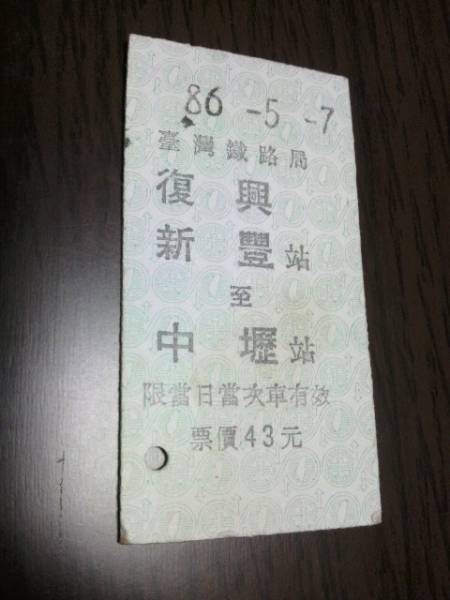 86 -5 -7
臺灣鐵路局
復興
新豐站
至
中壢站
限當日當次車有效
票價43元